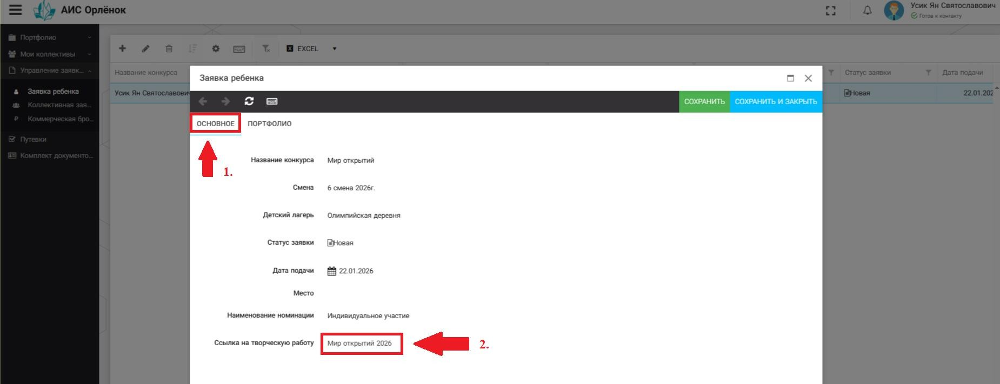 АИС Орлёнок
Усик Ян Святославович
Готов к контакту
Портфолио
Мои коллективы
Управление заявк...
Заявка ребенка
Коллективная зая...
Коммерческая бро...
Путевки
Комплект документо...
EXCEL
Название конкурса
Статус заявки
Дата подачи
Усик Ян Святославович
Новая
22.01.202
Заявка ребенка
СОХРАНИТЬ
СОХРАНИТЬ И ЗАКРЫТЬ
ОСНОВНОЕ
ПОРТФОЛИО
1.
Название конкурса Мир открытий
Смена 6 смена 2026г.
Детский лагерь Олимпийская деревня
Статус заявки Новая
Дата подачи 22.01.2026
Место
Наименование номинации Индивидуальное участие
Ссылка на творческую работу Мир открытий 2026
2.